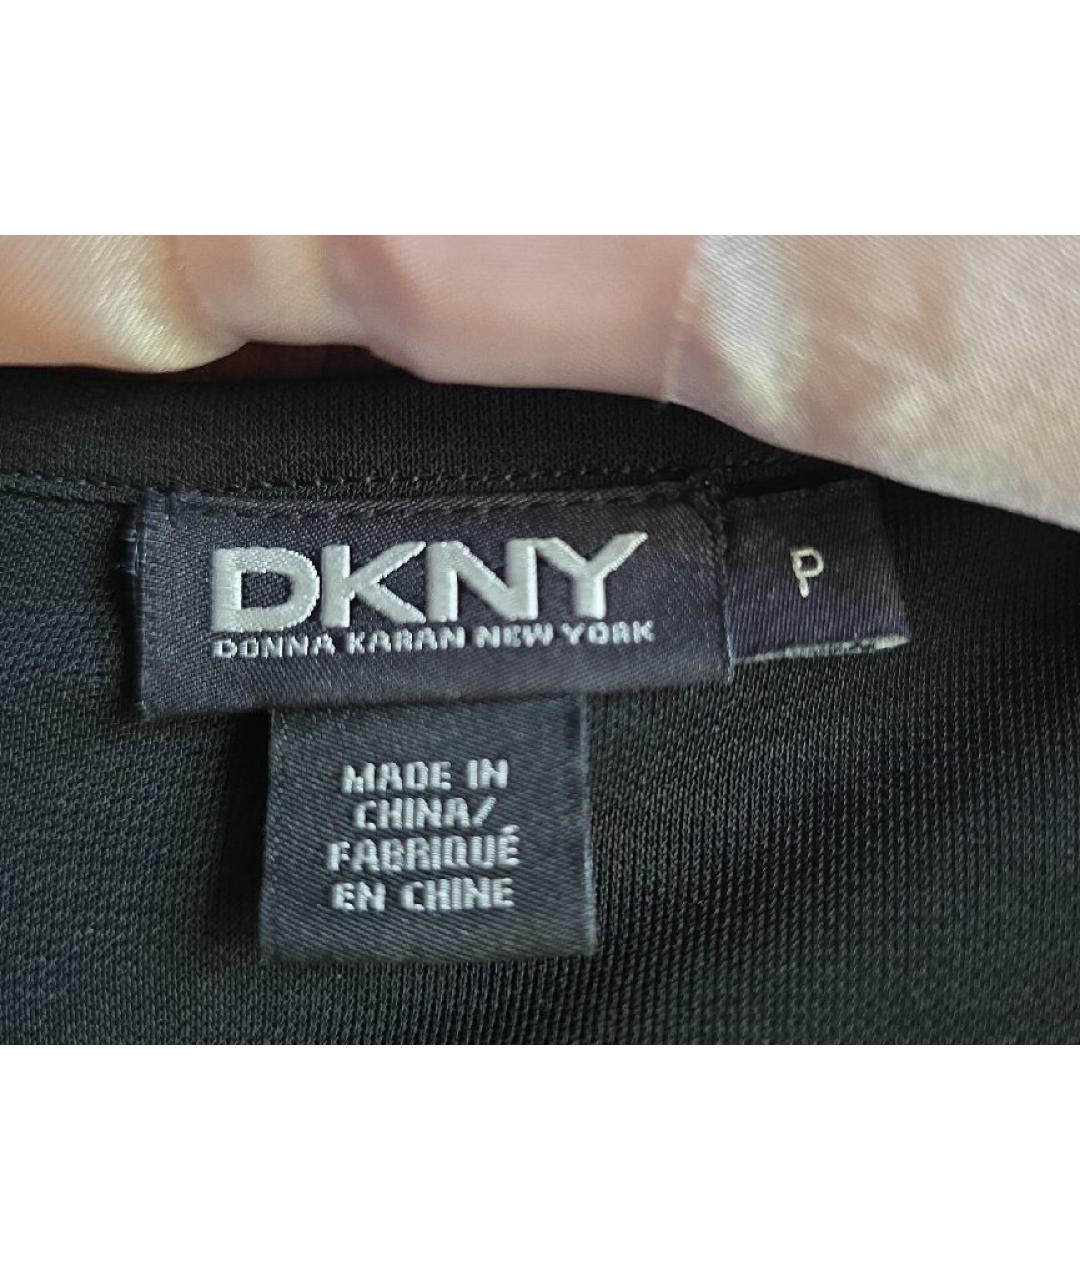 DKNY
DONNA KARAN NEW YORK
P
MADE IN
CHINA/
FABRIQUÉ
EN CHINE